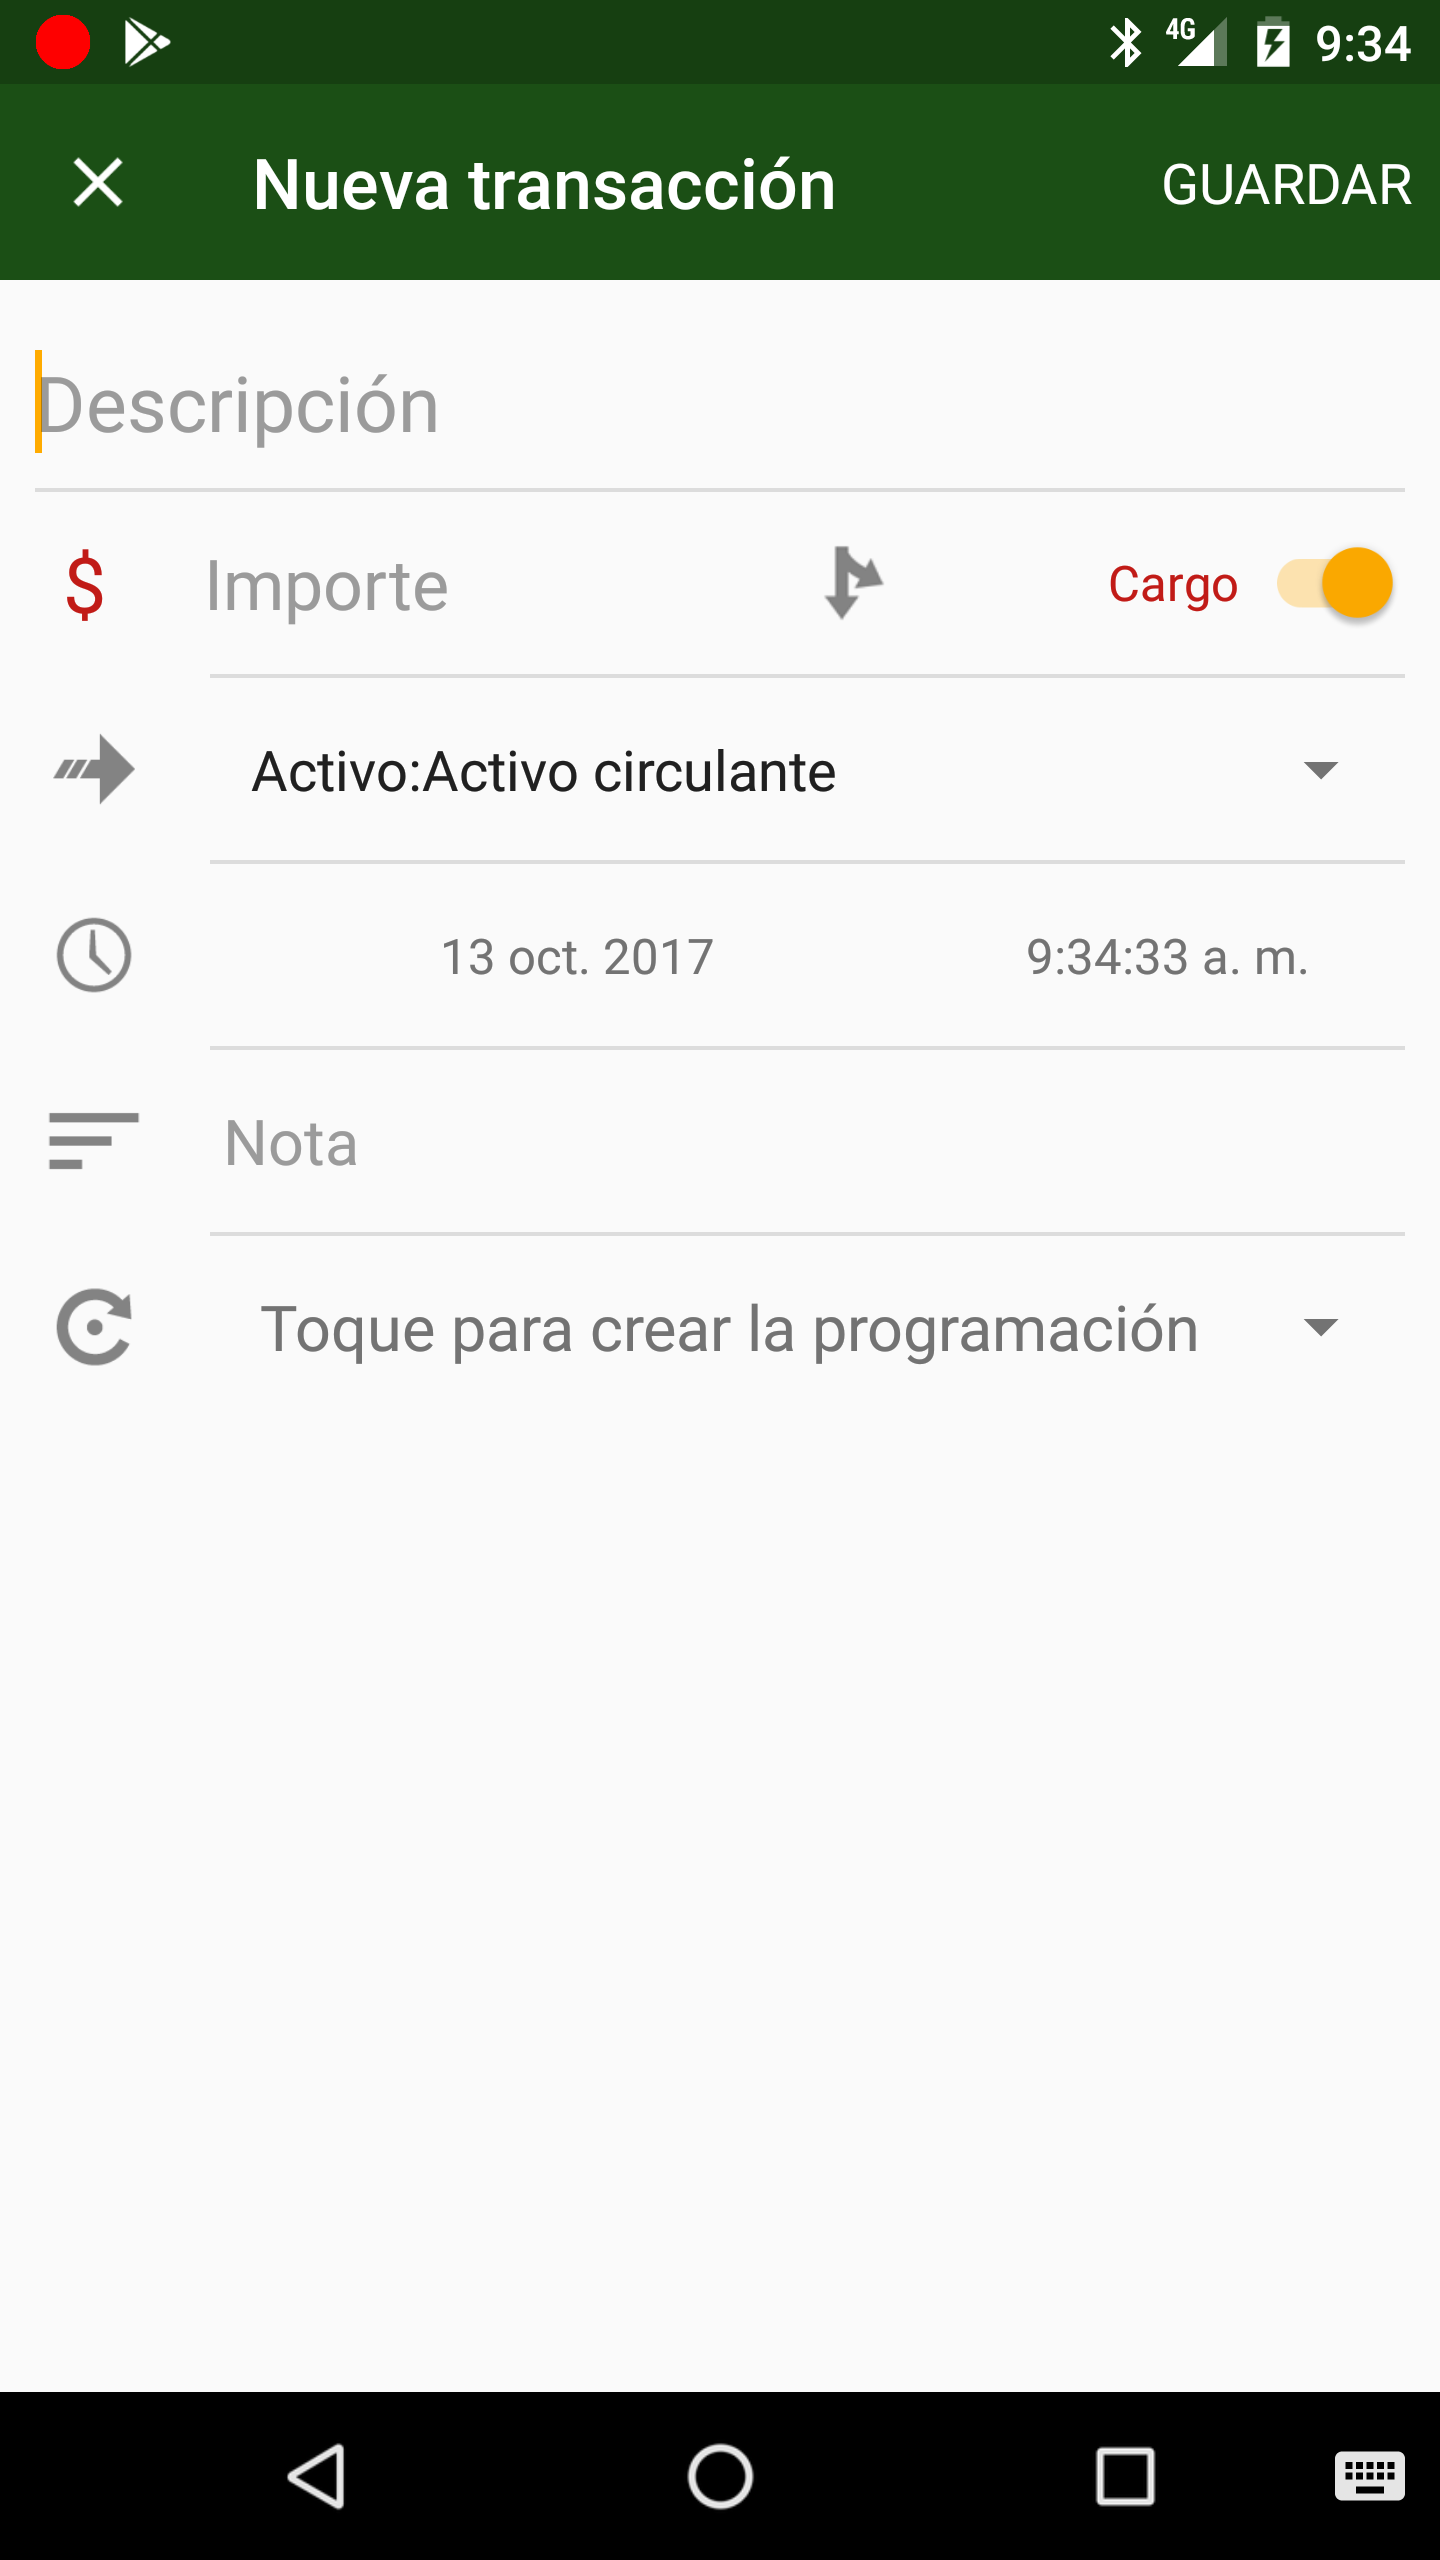 4G 9:34
Nueva transacción GUARDAR
Descripción
$ Importe Cargo
Activo:Activo circulante
13 oct. 2017 9:34:33 a. m.
Nota
Toque para crear la programación